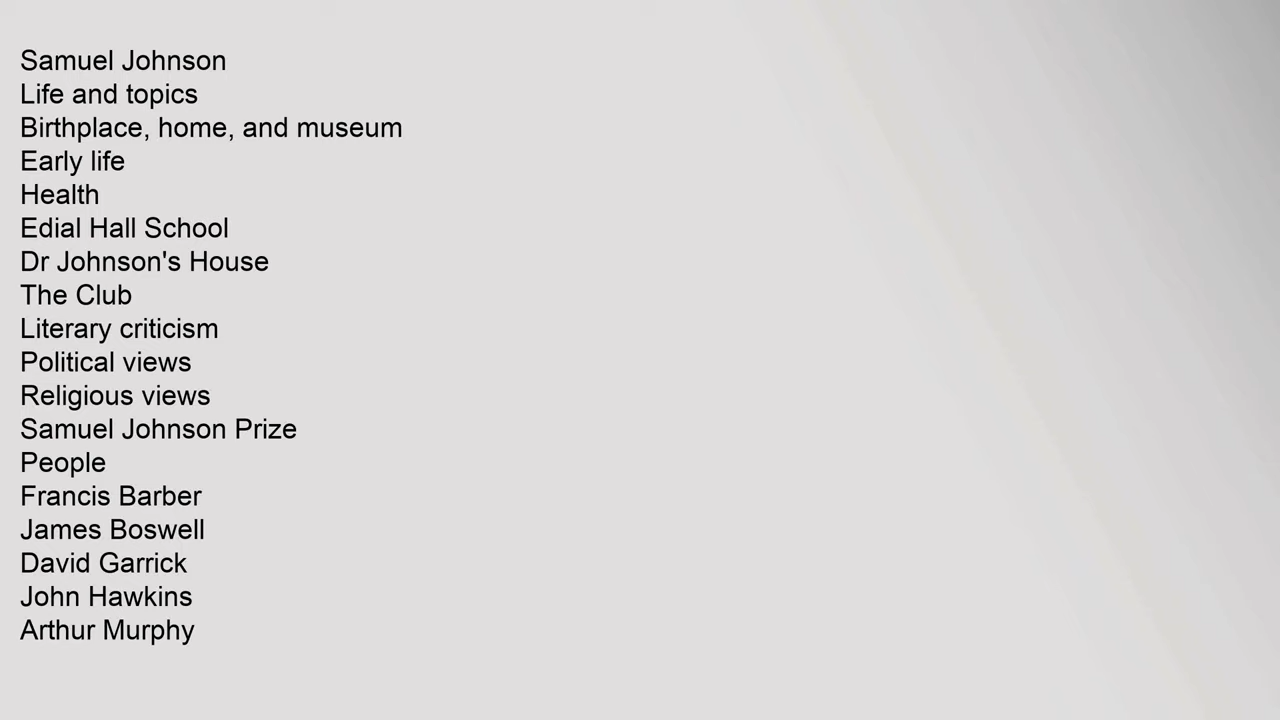 Samuel Johnson
Life and topics
Birthplace, home, and museum
Early life
Health
Edial Hall School
Dr Johnson's House
The Club
Literary criticism
Political views
Religious views
Samuel Johnson Prize
People
Francis Barber
James Boswell
David Garrick
John Hawkins
Arthur Murphy